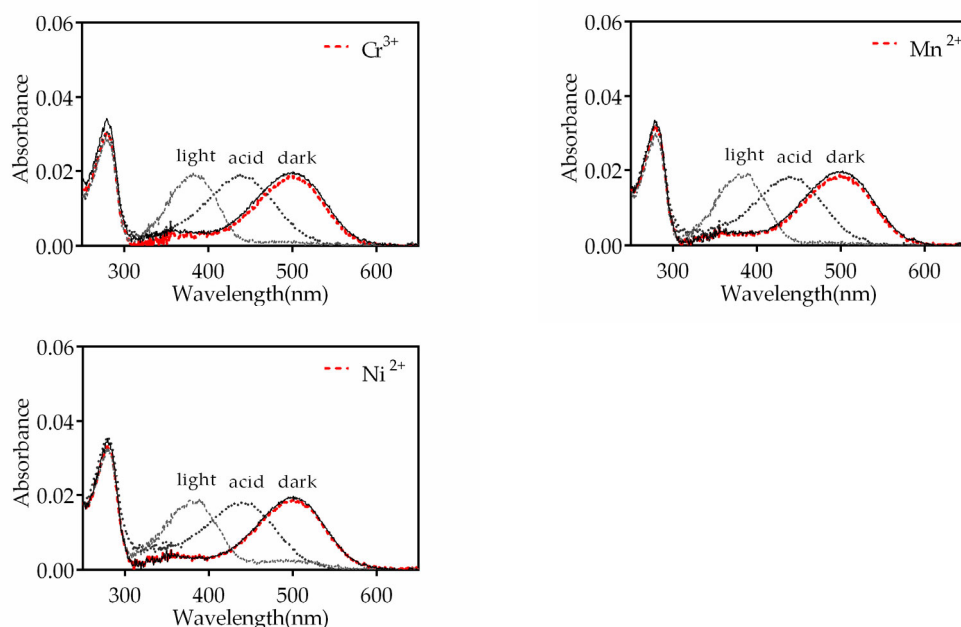 0.06
Cr3+
0.04
Absorbance
light acid dark
0.02
0.00
300 400 500 600
Wavelength(nm)
0.06
Mn2+
0.04
Absorbance
light acid dark
0.02
0.00
300 400 500 600
Wavelength(nm)
0.06
Ni2+
0.04
Absorbance
light acid dark
0.02
0.00
300 400 500 600
Wavelength(nm)